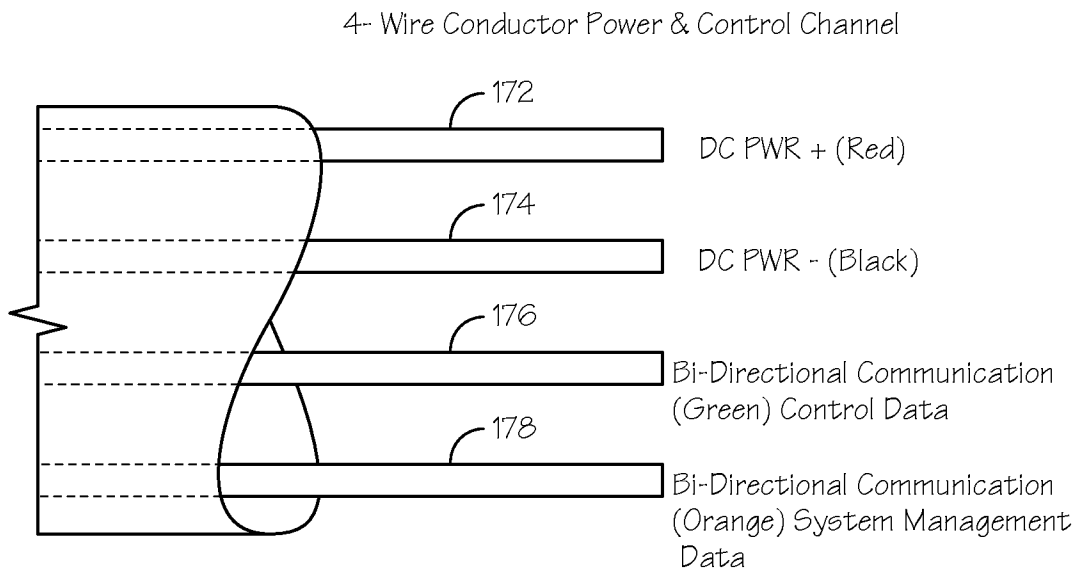 4- Wire Conductor Power & Control Channel
172
DC PWR + (Red)
174
DC PWR - (Black)
176
Bi-Directional Communication
(Green) Control Data
178
Bi-Directional Communication
(Orange) System Management
Data